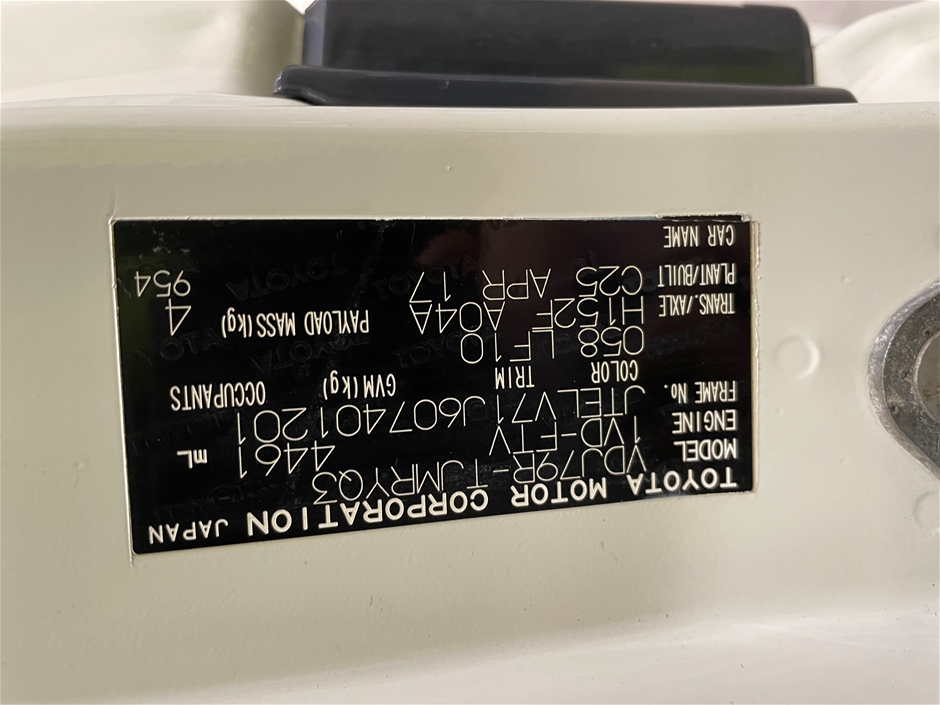 TOYOTA MOTOR CORPORATION JAPAN
MODEL VDJ79R-TJMRYQ3
ENGINE 1VD-FTV 4461 mL
FRAME No. JTELV71J607401201
COLOR TRIM GVM(kg) OCCUPANTS
058 LF10
TRANS./AXLE H152F A04A PAYLOAD MASS(kg) 4
PLANT/BUILT C25 APR 17 954
CAR NAME